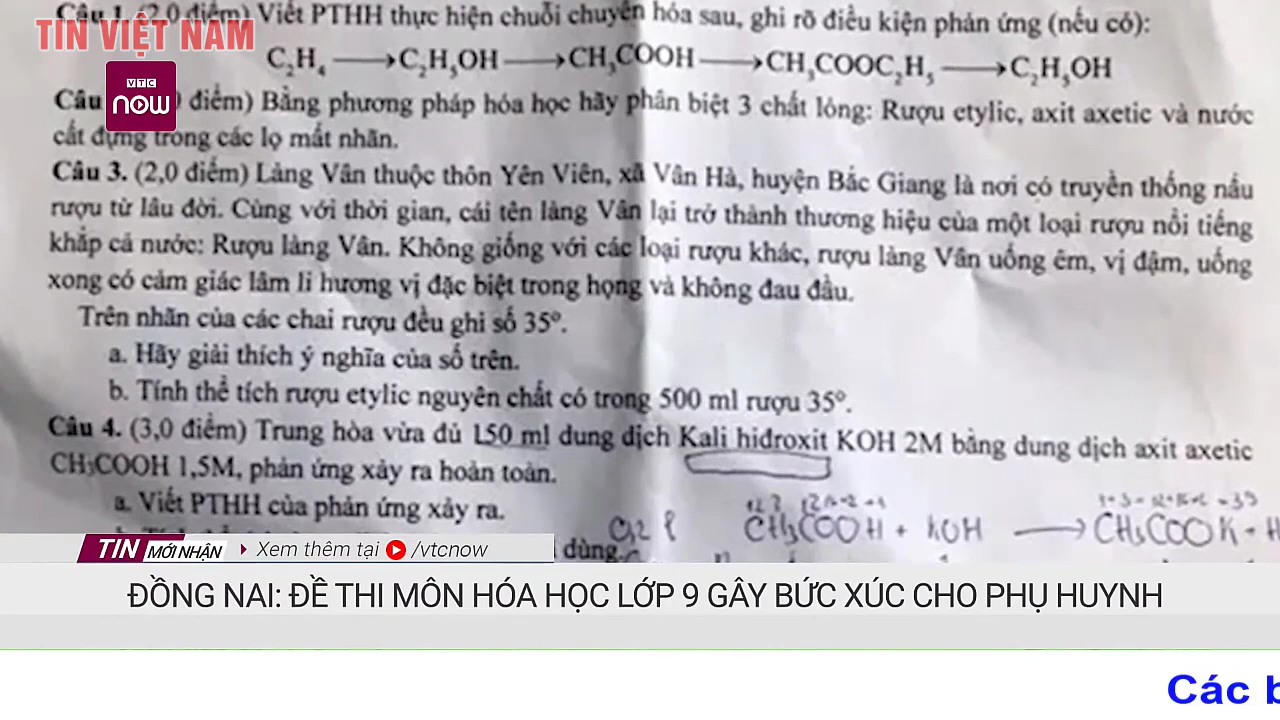 Câu 1. (2,0 điểm) Viết PTHH thực hiện chuỗi chuyển hóa sau, ghi rõ điều kiện phản ứng (nếu có):
TIN VIỆT NAM
C₂H₄ ⟶ C₂H₅OH ⟶ CH₃COOH ⟶ CH₃COOC₂H₅ ⟶ C₂H₅OH
VTC
now
Câu điểm) Bằng phương pháp hóa học hãy phân biệt 3 chất lỏng: Rượu etylic, axit axetic và nước
cất đựng trong các lọ mất nhãn.
Câu 3. (2,0 điểm) Làng Vân thuộc thôn Yên Viên, xã Vân Hà, huyện Bắc Giang là nơi có truyền thống nấu
rượu từ lâu đời. Cùng với thời gian, cái tên làng Vân lại trở thành thương hiệu của một loại rượu nổi tiếng
khắp cả nước: Rượu làng Vân. Không giống với các loại rượu khác, rượu làng Vân uống êm, vị đậm, uống
xong có cảm giác lâm li hương vị đặc biệt trong họng và không đau đầu.
Trên nhãn của các chai rượu đều ghi số 35º.
a. Hãy giải thích ý nghĩa của số trên.
b. Tính thể tích rượu etylic nguyên chất có trong 500 ml rượu 35º.
Câu 4. (3,0 điểm) Trung hòa vừa đủ 150 ml dung dịch Kali hiđroxit KOH 2M bằng dung dịch axit axetic
CH₃COOH 1,5M, phản ứng xảy ra hoàn toàn.
a. Viết PTHH của phản ứng xảy ra.
CH₃COOH + KOH ⟶ CH₃COOK + H
dùng.
TIN MỚI NHẬN Xem thêm tại /vtcnow
ĐỒNG NAI: ĐỀ THI MÔN HÓA HỌC LỚP 9 GÂY BỨC XÚC CHO PHỤ HUYNH
Các b